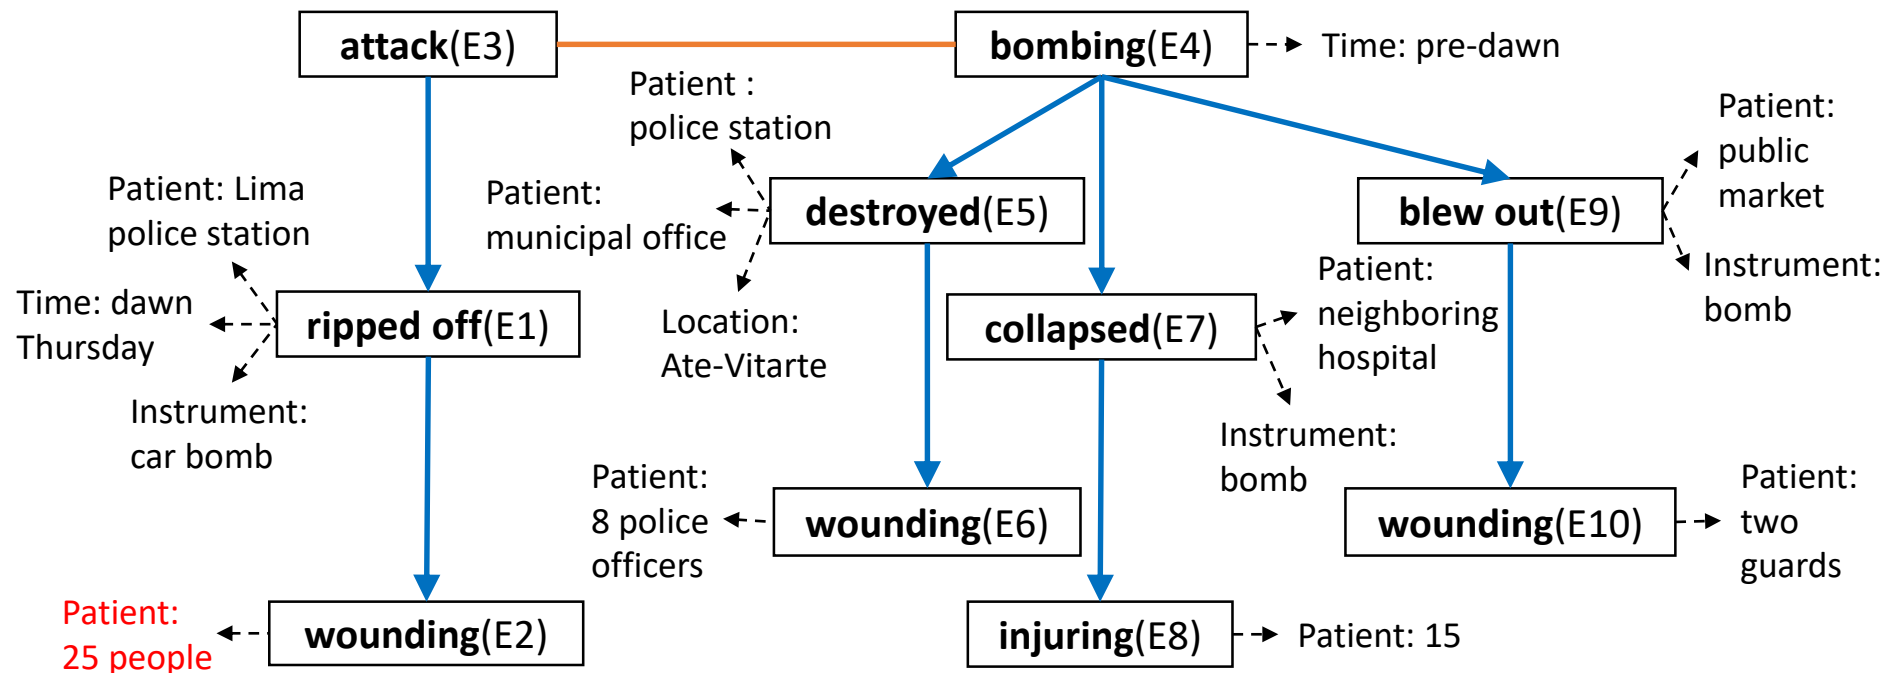 attack(E3)
bombing(E4)
Time: pre-dawn
Patient :
police station
Patient:
public
market
Patient: Lima
police station
Patient:
municipal office
destroyed(E5)
blew out(E9)
Time: dawn
Thursday
ripped off(E1)
Location:
Ate-Vitarte
collapsed(E7)
Patient:
neighboring
hospital
Instrument:
bomb
Instrument:
car bomb
Instrument:
bomb
Patient:
8 police
officers
wounding(E6)
wounding(E10)
Patient:
two
guards
Patient:
25 people
wounding(E2)
injuring(E8)
Patient: 15